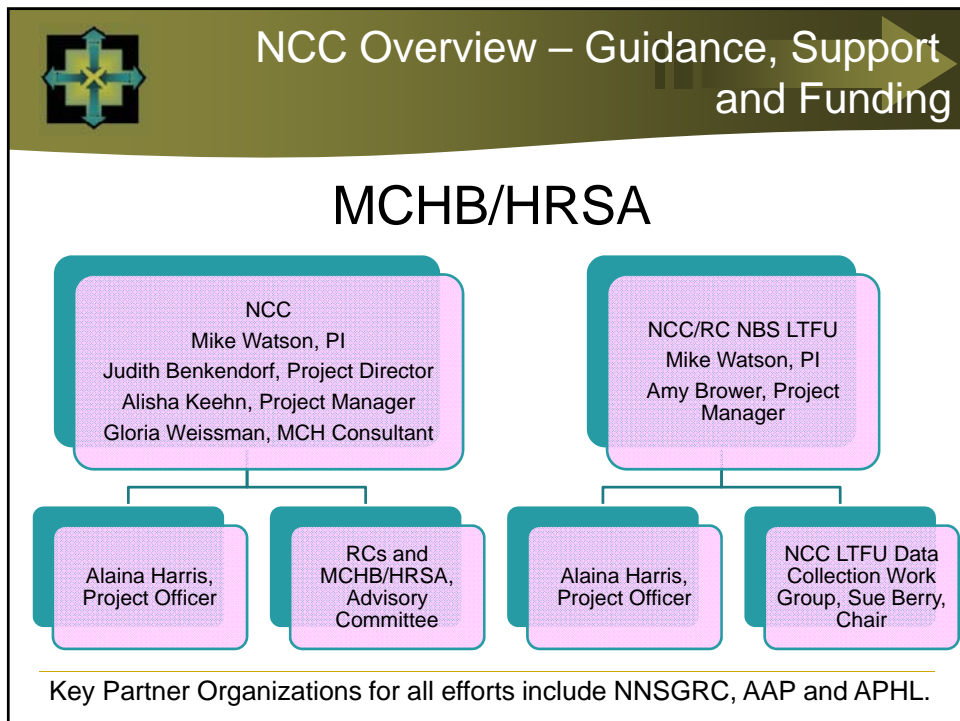 NCC Overview – Guidance, Support
and Funding
MCHB/HRSA
NCC
Mike Watson, PI
Judith Benkendorf, Project Director
Alisha Keehn, Project Manager
Gloria Weissman, MCH Consultant
NCC/RC NBS LTFU
Mike Watson, PI
Amy Brower, Project
Manager
Alaina Harris,
Project Officer
RCs and
MCHB/HRSA,
Advisory
Committee
Alaina Harris,
Project Officer
NCC LTFU Data
Collection Work
Group, Sue Berry,
Chair
Key Partner Organizations for all efforts include NNSGRC, AAP and APHL.